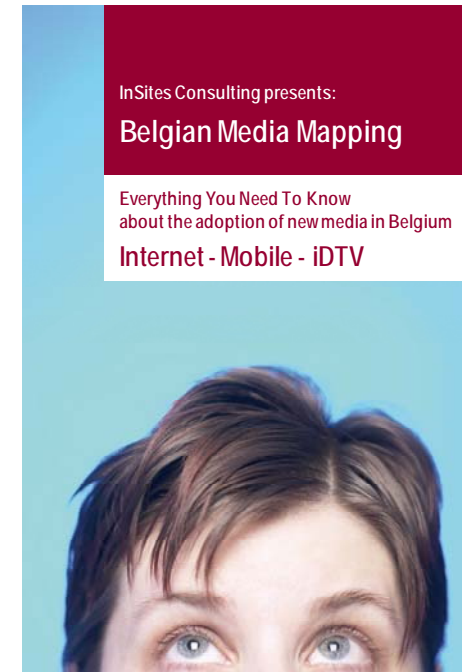 InSites Consulting presents:
Belgian Media Mapping
Everything You Need To Know
about the adoption of new media in Belgium
Internet - Mobile - iDTV